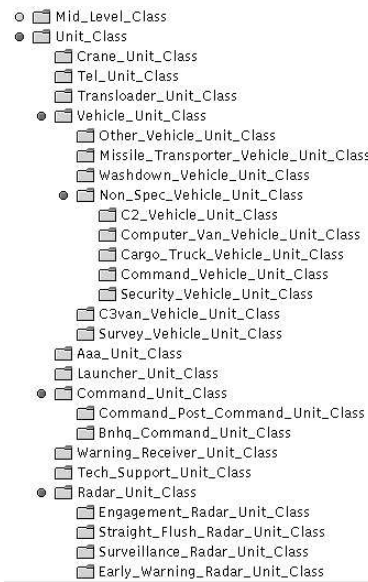 Mid_Level_Class
Unit_Class
Crane_Unit_Class
Tel_Unit_Class
Transloader_Unit_Class
Vehicle_Unit_Class
Other_Vehicle_Unit_Class
Missile_Transporter_Vehicle_Unit_Class
Washdown_Vehicle_Unit_Class
Non_Spec_Vehicle_Unit_Class
C2_Vehicle_Unit_Class
Computer_Van_Vehicle_Unit_Class
Cargo_Truck_Vehicle_Unit_Class
Command_Vehicle_Unit_Class
Security_Vehicle_Unit_Class
C3van_Vehicle_Unit_Class
Survey_Vehicle_Unit_Class
Aaa_Unit_Class
Launcher_Unit_Class
Command_Unit_Class
Command_Post_Command_Unit_Class
Bnhq_Command_Unit_Class
Warning_Receiver_Unit_Class
Tech_Support_Unit_Class
Radar_Unit_Class
Engagement_Radar_Unit_Class
Straight_Flush_Radar_Unit_Class
Surveillance_Radar_Unit_Class
Early_Warning_Radar_Unit_Class